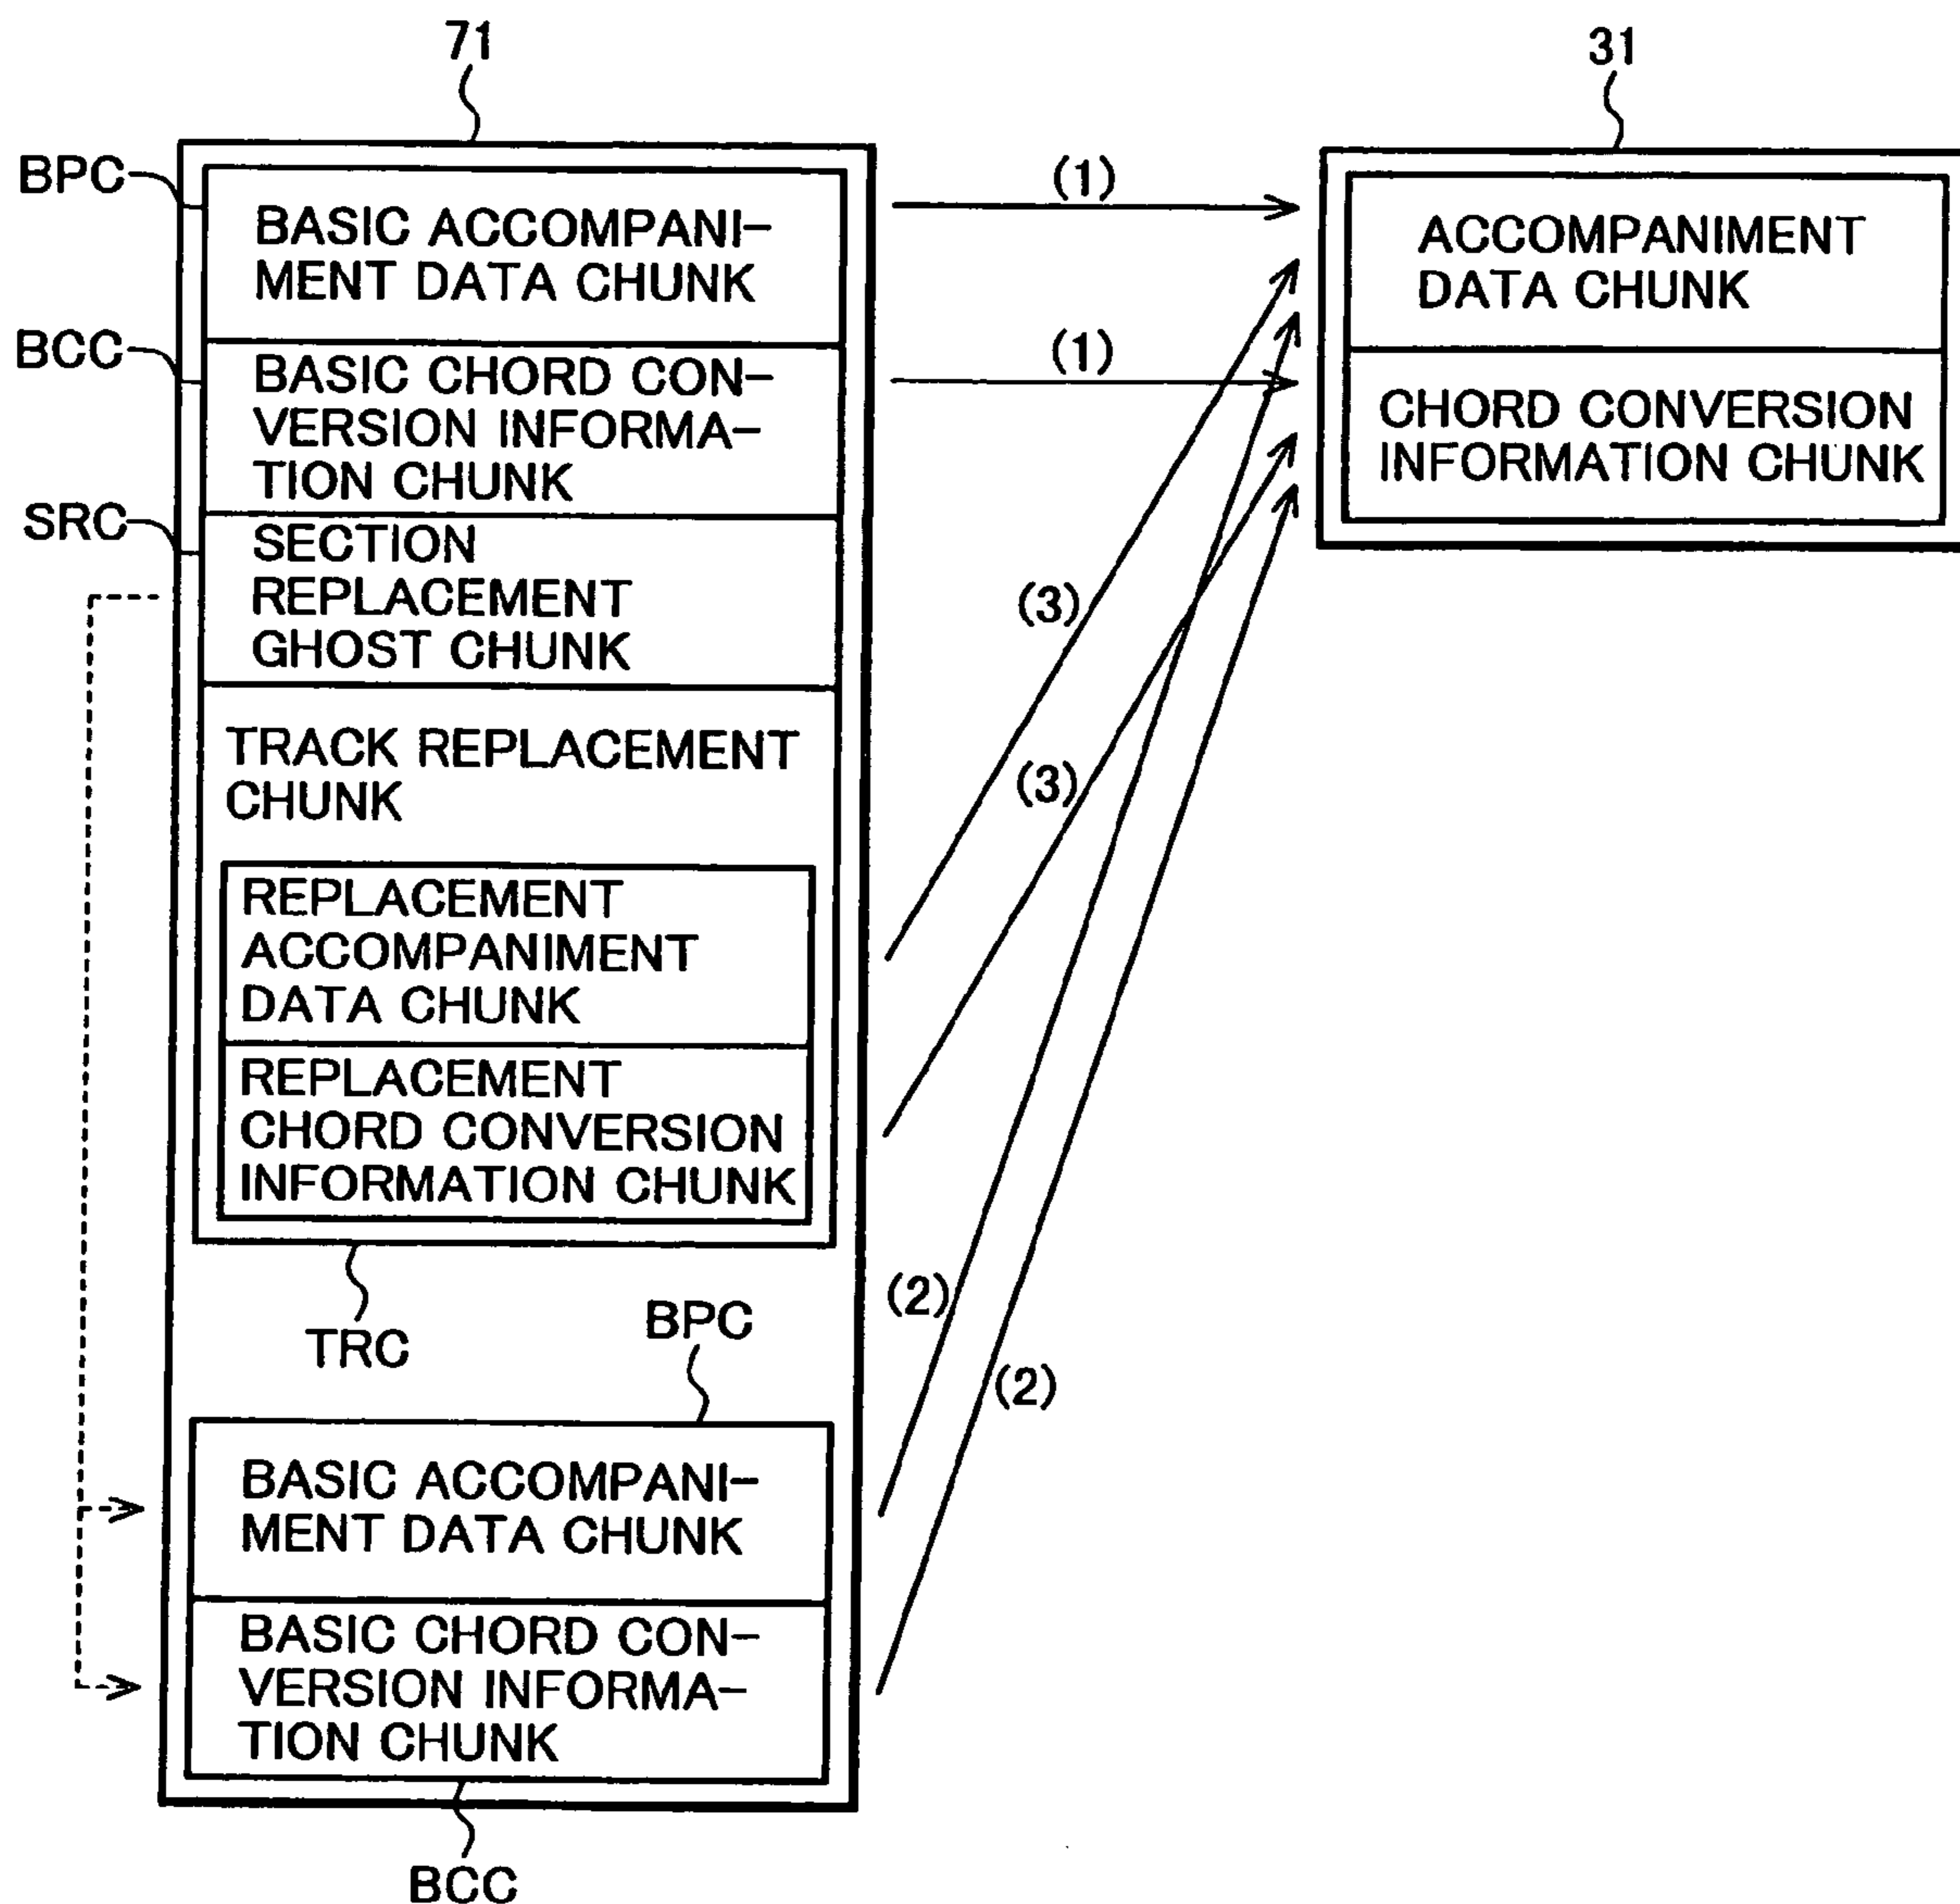 71
31
BPC
BASIC ACCOMPANI-
MENT DATA CHUNK
(1)
ACCOMPANIMENT
DATA CHUNK
BCC
BASIC CHORD CON-
VERSION INFORMA-
TION CHUNK
(1)
CHORD CONVERSION
INFORMATION CHUNK
SRC
SECTION
REPLACEMENT
GHOST CHUNK
(3)
TRACK REPLACEMENT
CHUNK
(3)
REPLACEMENT
ACCOMPANIMENT
DATA CHUNK
REPLACEMENT
CHORD CONVERSION
INFORMATION CHUNK
(2)
TRC
BPC
(2)
BASIC ACCOMPANI-
MENT DATA CHUNK
BASIC CHORD CON-
VERSION INFORMA-
TION CHUNK
BCC